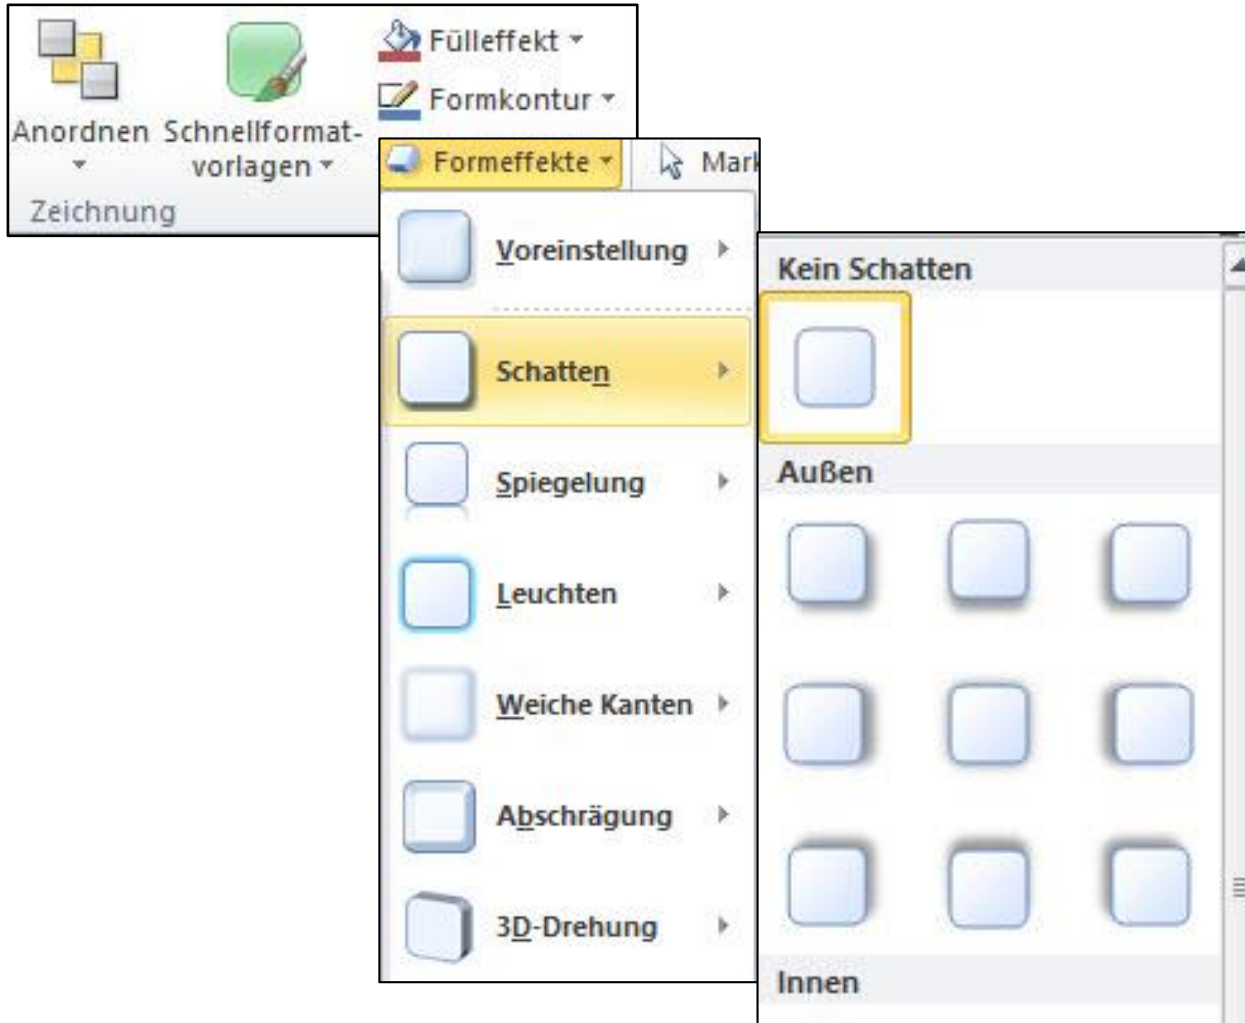 Fülleffekt
Formkontur
Anordnen
Schnellformat-
vorlagen
Zeichnung
Formeffekte
Voreinstellung
Schatten
Spiegelung
Leuchten
Weiche Kanten
Abschrägung
3D-Drehung
Kein Schatten
Außen
Innen